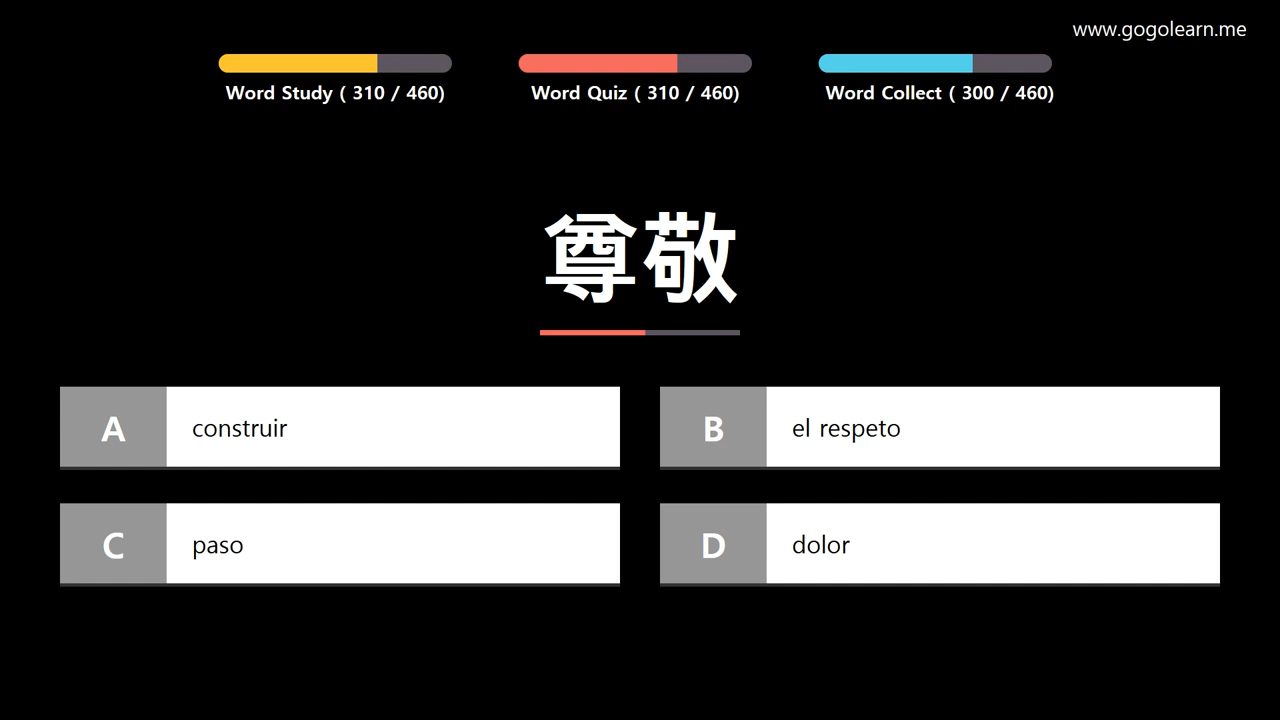 www.gogolearn.me
Word Study ( 310 / 460)
Word Quiz ( 310 / 460)
Word Collect ( 300 / 460)
尊敬
A construir
B el respeto
C paso
D dolor